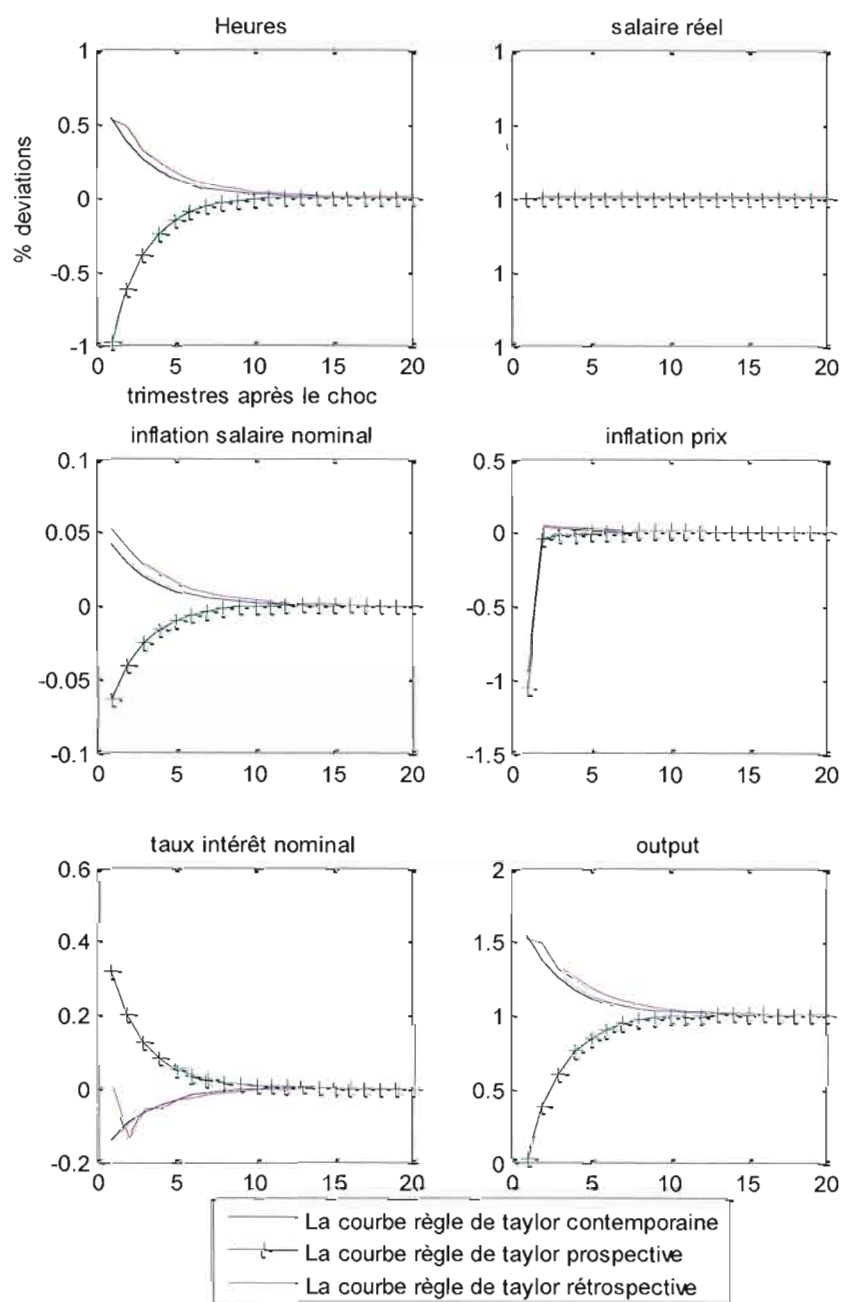 Heures
salaire réel
1
0.5
0
-0.5
-1
% deviations
0 5 10 15 20
trimestres après le choc
1
1
1
1
1
0 5 10 15 20
inflation salaire nominal
inflation prix
0.1
0.05
0
-0.05
-0.1
0 5 10 15 20
0.5
0
-0.5
-1
-1.5
0 5 10 15 20
taux intérêt nominal
output
0.6
0.4
0.2
0
-0.2
0 5 10 15 20
2
1.5
1
0.5
0
0 5 10 15 20
La courbe règle de taylor contemporaine
La courbe règle de taylor prospective
La courbe règle de taylor rétrospective